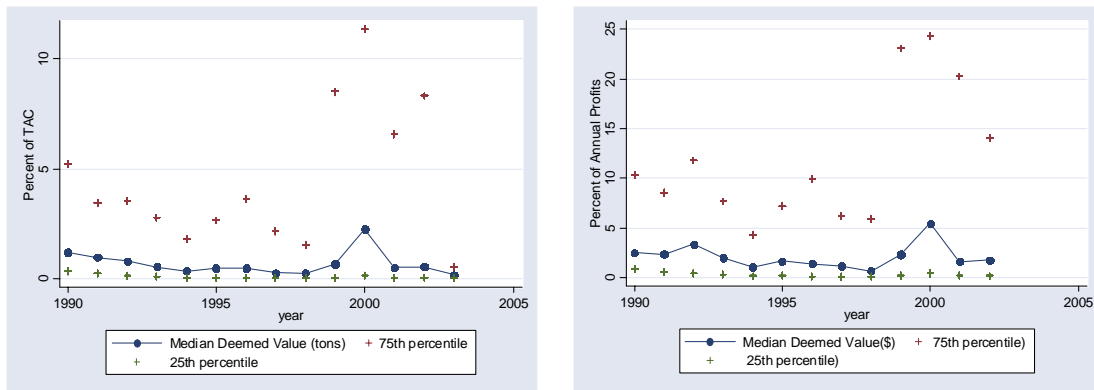 Percent of TAC
10
5
0
1990
1995
2000
2005
year
Median Deemed Value (tons)
75th percentile
25th percentile
Percent of Annual Profits
25
20
15
10
5
0
1990
1995
2000
2005
year
Median Deemed Value($)
75th percentile)
25th percentile)